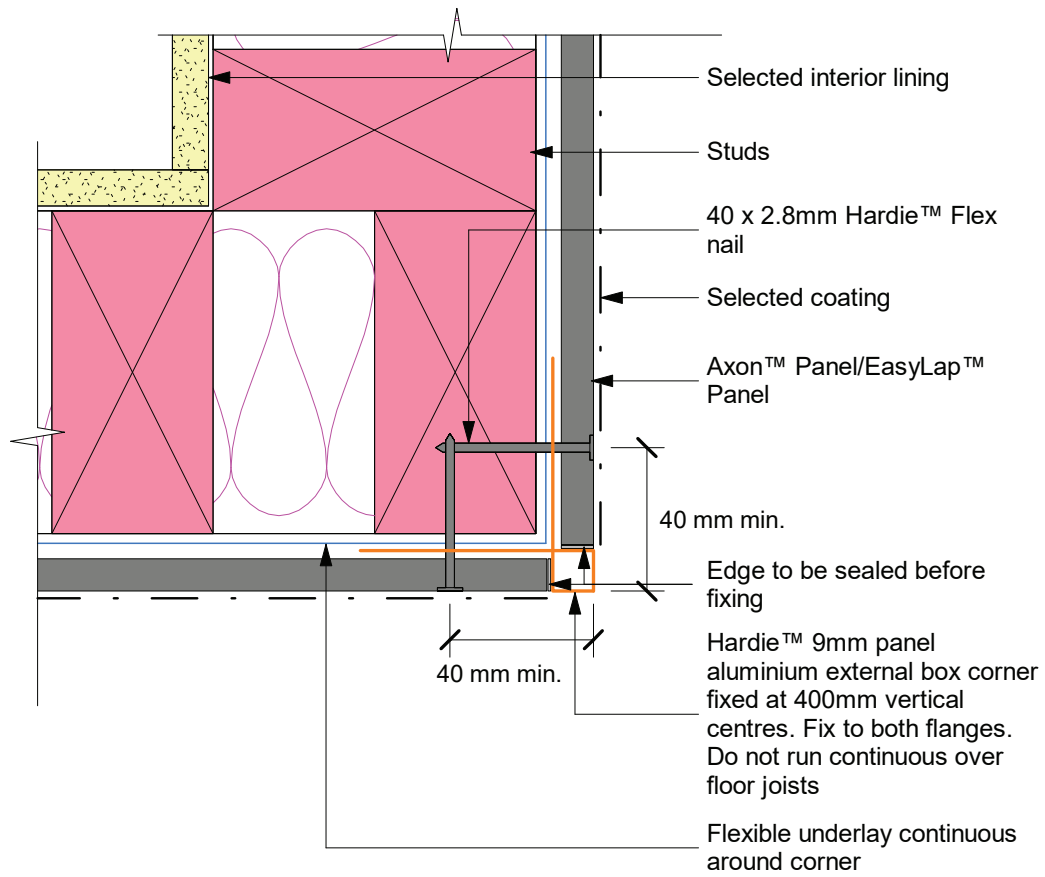 Selected interior lining
Studs
40 x 2.8mm Hardie™ Flex
nail
Selected coating
Axon™ Panel/EasyLap™
Panel
40 mm min.
Edge to be sealed before
fixing
40 mm min.
Hardie™ 9mm panel
aluminium external box corner
fixed at 400mm vertical
centres. Fix to both flanges.
Do not run continuous over
floor joists
Flexible underlay continuous
around corner